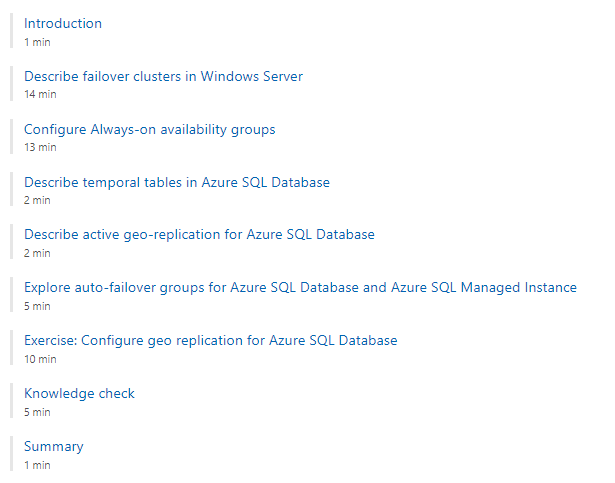 Introduction
1 min
Describe failover clusters in Windows Server
14 min
Configure Always-on availability groups
13 min
Describe temporal tables in Azure SQL Database
2 min
Describe active geo-replication for Azure SQL Database
2 min
Explore auto-failover groups for Azure SQL Database and Azure SQL Managed Instance
5 min
Exercise: Configure geo replication for Azure SQL Database
10 min
Knowledge check
5 min
Summary
1 min